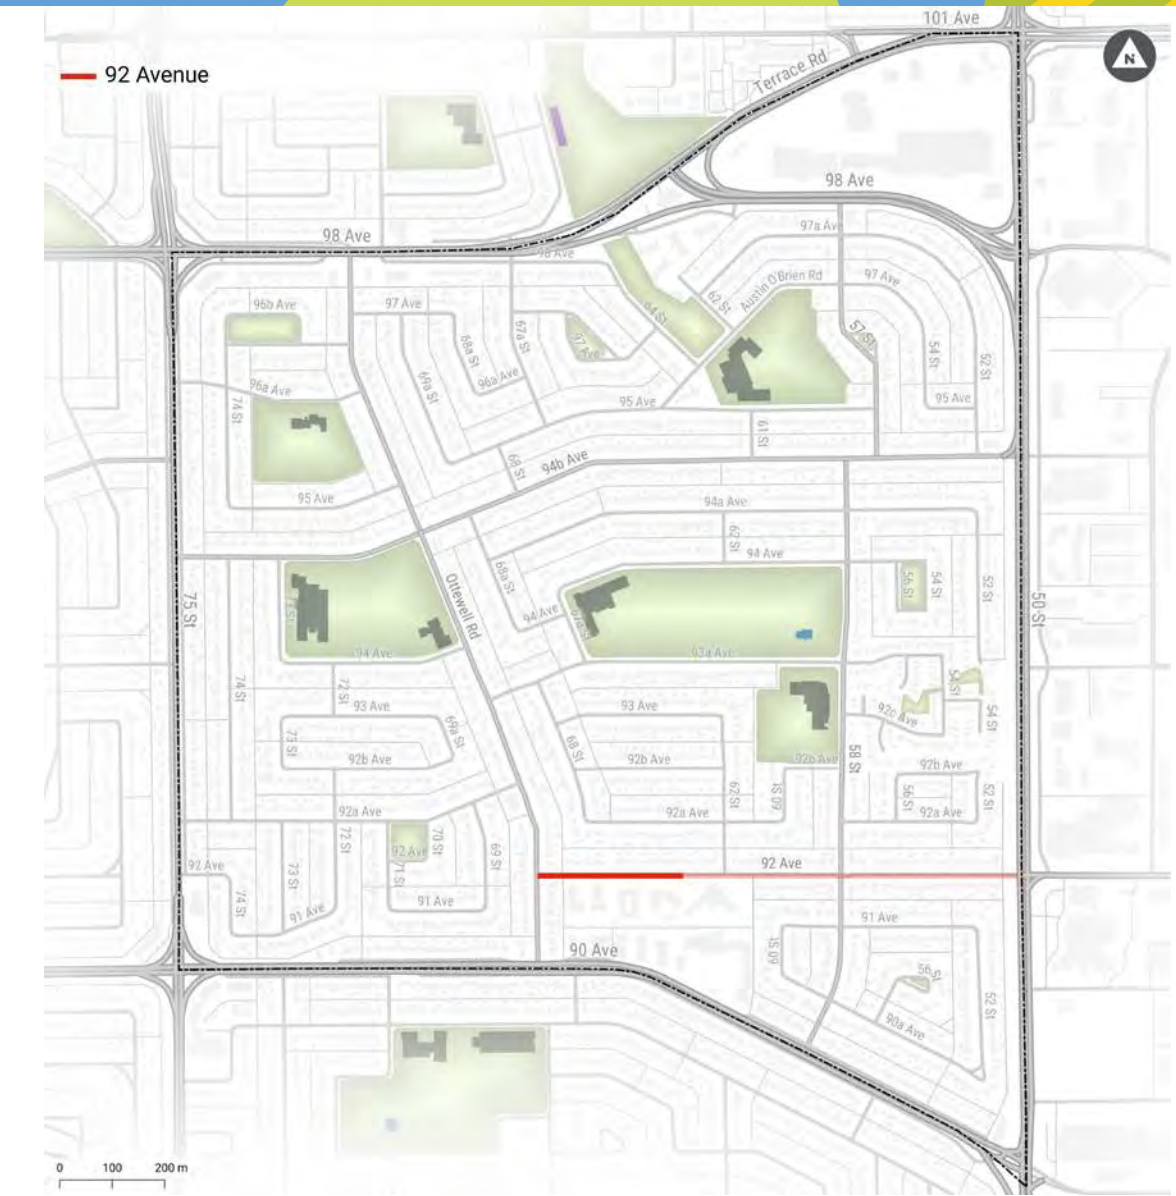 101 Ave
92 Avenue
N
Terrace Rd
98 Ave
98 Ave
97a Ave
98 Ave
Austin O'Brien Rd
97 Ave
62 St
96b Ave
97 Ave
64 St
67a St
57 St
68a St
97 Ave
54 St
52 St
96a Ave
69a St
96a Ave
74 St
95 Ave
95 Ave
61 St
68 St
94b Ave
95 Ave
94a Ave
62 St
94 Ave
68a St
Ottewell Rd
56 St
54 St
52 St
75 St
50 St
94 Ave
94 Ave
93a Ave
74 St
72 St
93 Ave
93 Ave
54 St
54 St
92c Ave
69a St
73 St
68 St
92b Ave
92b Ave
92b Ave
58 St
92b Ave
62 St
60 St
56 St
52 St
92a Ave
92a Ave
92a Ave
72 St
70 St
69 St
92 Ave
92 Ave
92 Ave
73 St
71 St
74 St
91 Ave
91 Ave
91 Ave
90 Ave
60 St
56 St
52 St
90a Ave
0 100 200 m